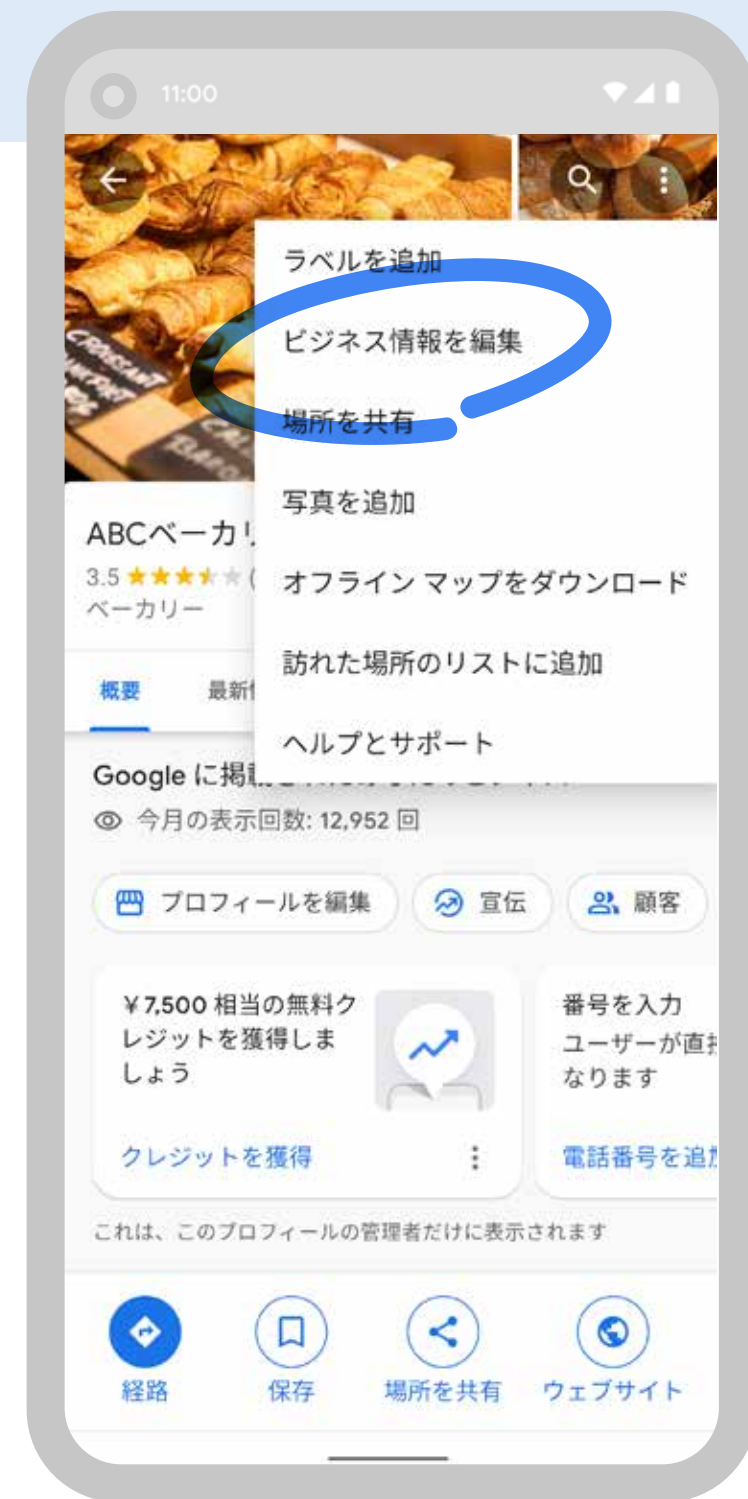 11:00
ラベルを追加
ビジネス情報を編集
場所を共有
写真を追加
オフライン マップをダウンロード
訪れた場所のリストに追加
ヘルプとサポート
CROISSANT
ABCベーカリ
3.5
ベーカリー
概要 最新
Google に掲
今月の表示回数: 12,952 回
プロフィールを編集 宣伝 顧客
¥7,500 相当の無料ク
レジットを獲得しま
しょう
クレジットを獲得
番号を入力
ユーザーが直
なります
電話番号を追
これは、このプロフィールの管理者だけに表示されます
経路 保存 場所を共有 ウェブサイト